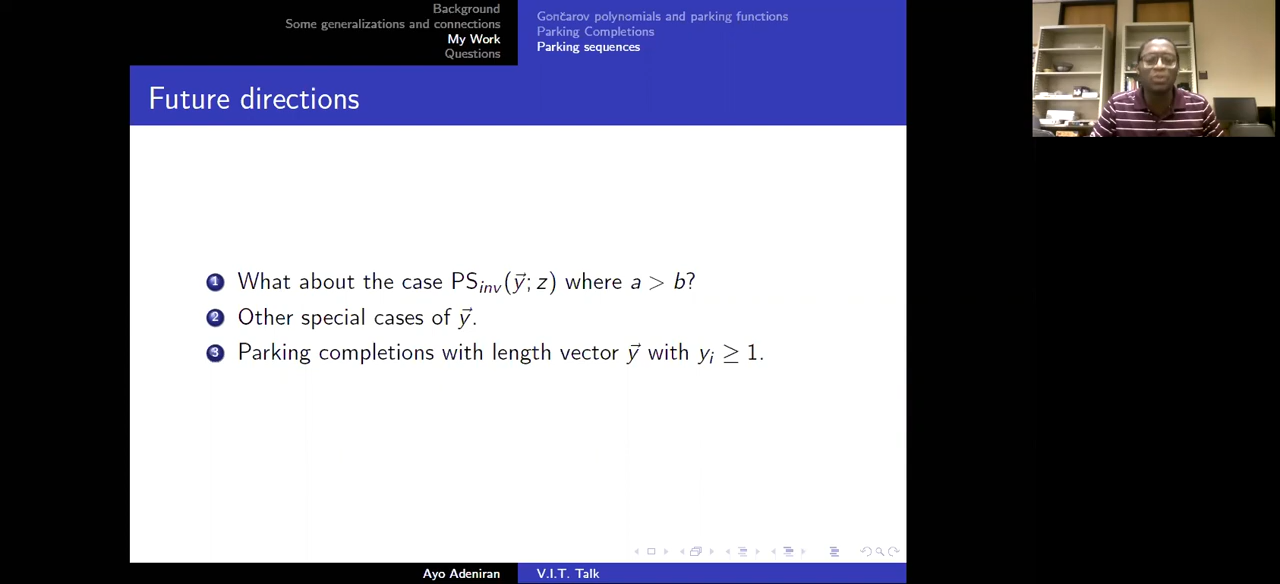 Background
Some generalizations and connections
My Work
Questions
Gončarov polynomials and parking functions
Parking Completions
Parking sequences
Future directions
1 What about the case PS_inv(y⃗; z) where a > b?
2 Other special cases of y⃗.
3 Parking completions with length vector y⃗ with y_i ≥ 1.
Ayo Adeniran
V.I.T. Talk